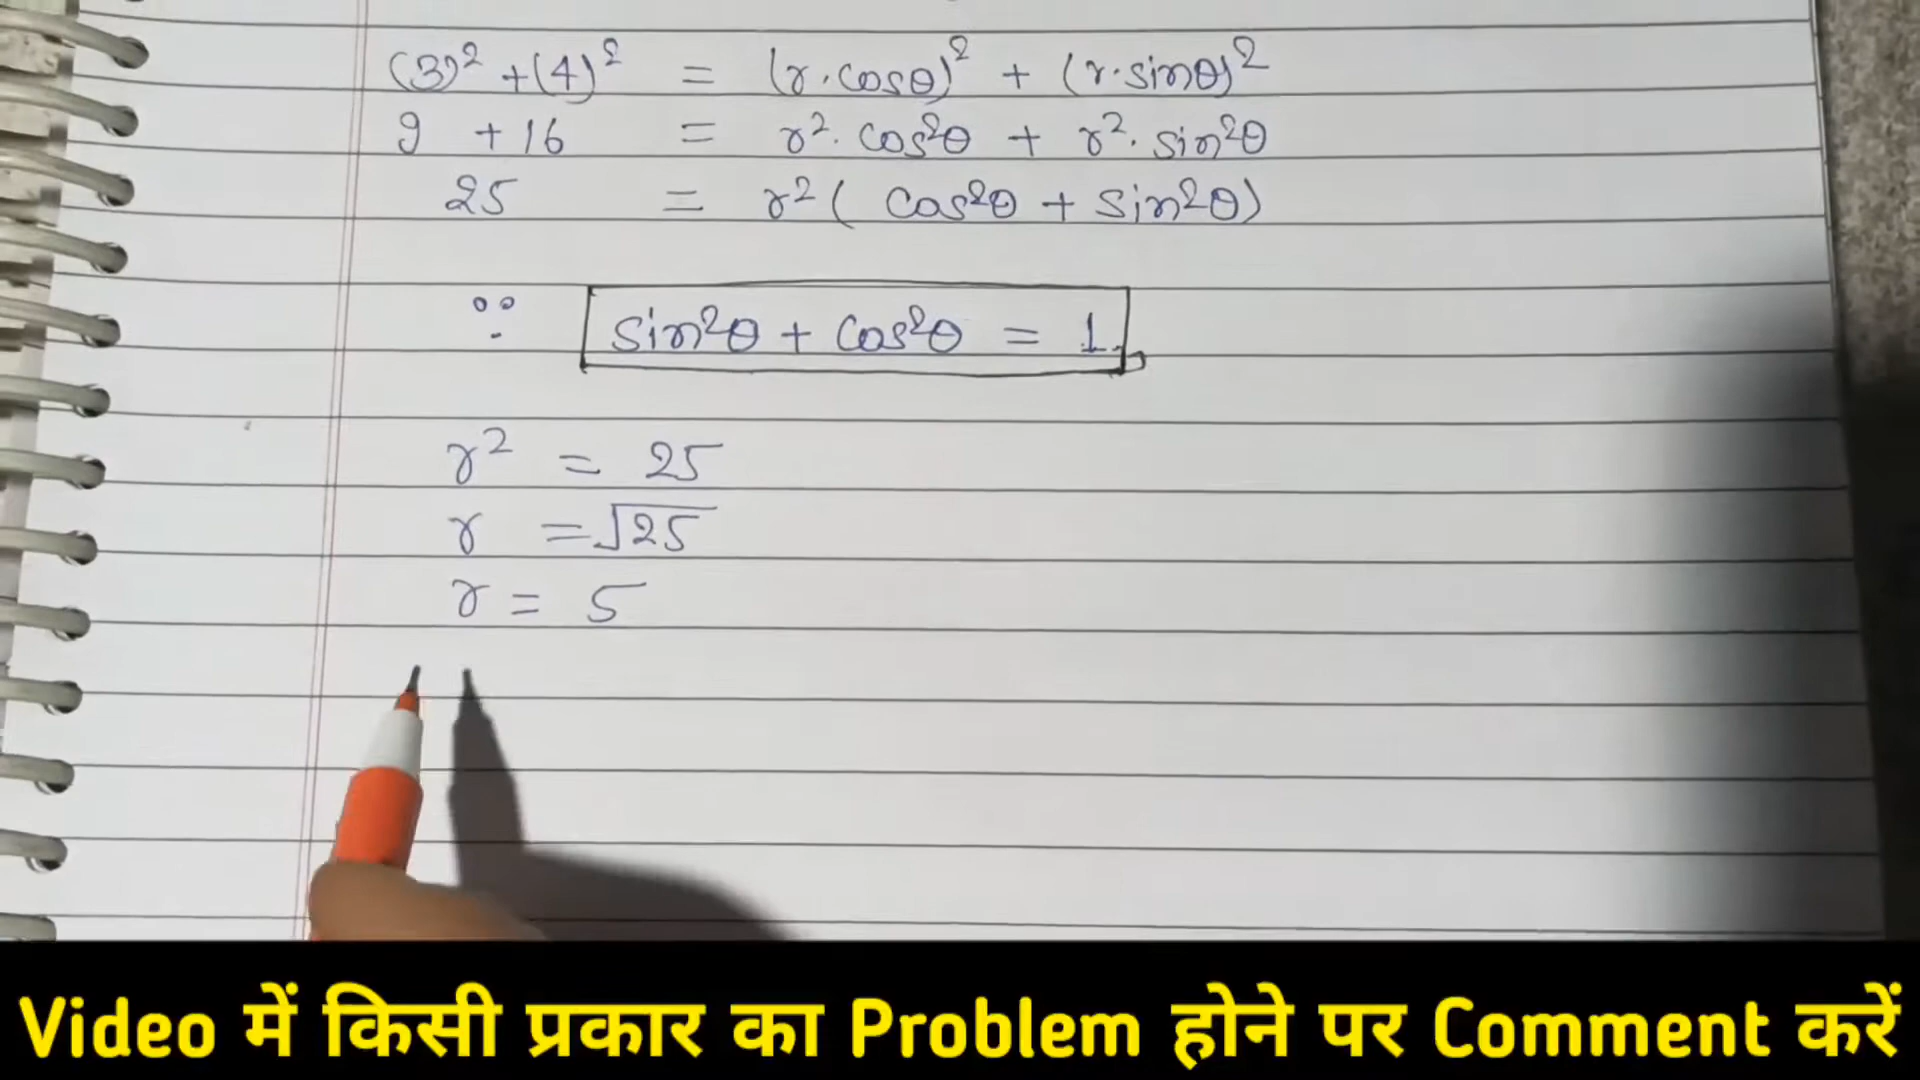 (3)² + (4)² = (r.cosθ)² + (r.sinθ)²
9 + 16 = r².cos²θ + r².sin²θ
25 = r²(cos²θ + sin²θ)
∵ sin²θ + cos²θ = 1
r² = 25
r = √25
r = 5
Video में किसी प्रकार का Problem होने पर Comment करें